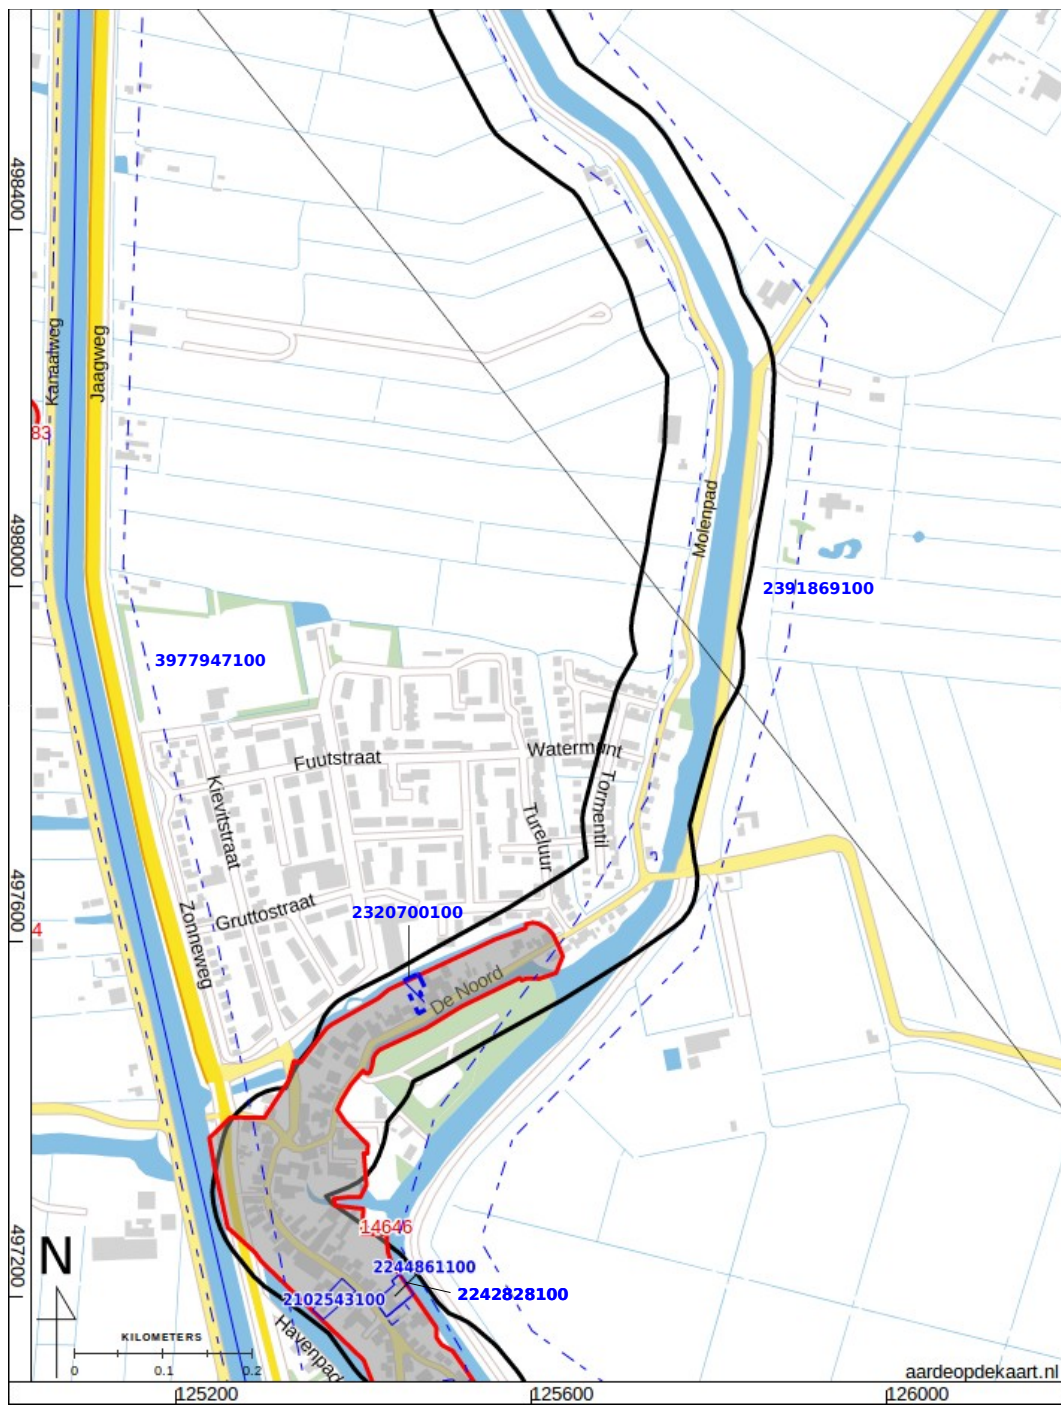 498400
Kanaalweg
Jaagweg
83
498000
Molenpad
2391869100
3977947100
Fuutstraat
Watermunt
Kievitstraat
Tormentil
Tureluur
Gruttostraat
2320700100
Zonneweg
497600
4
De Noord
14646
497200
N
2244861100
2242828100
2102543100
Havenpad
KILOMETERS
0 0.1 0.2
aardeopdekaart.nl
125200 125600 126000